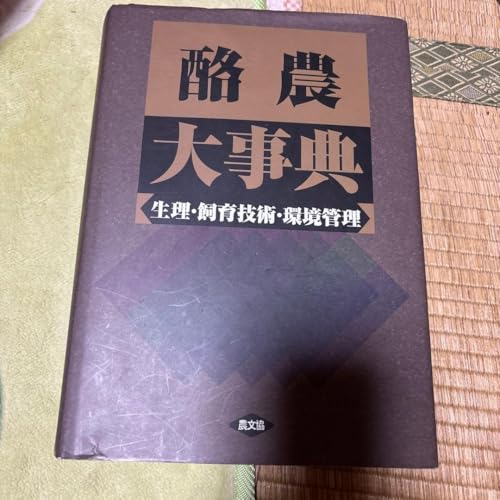 酪農
大事典
生理・飼育技術・環境管理
農文協